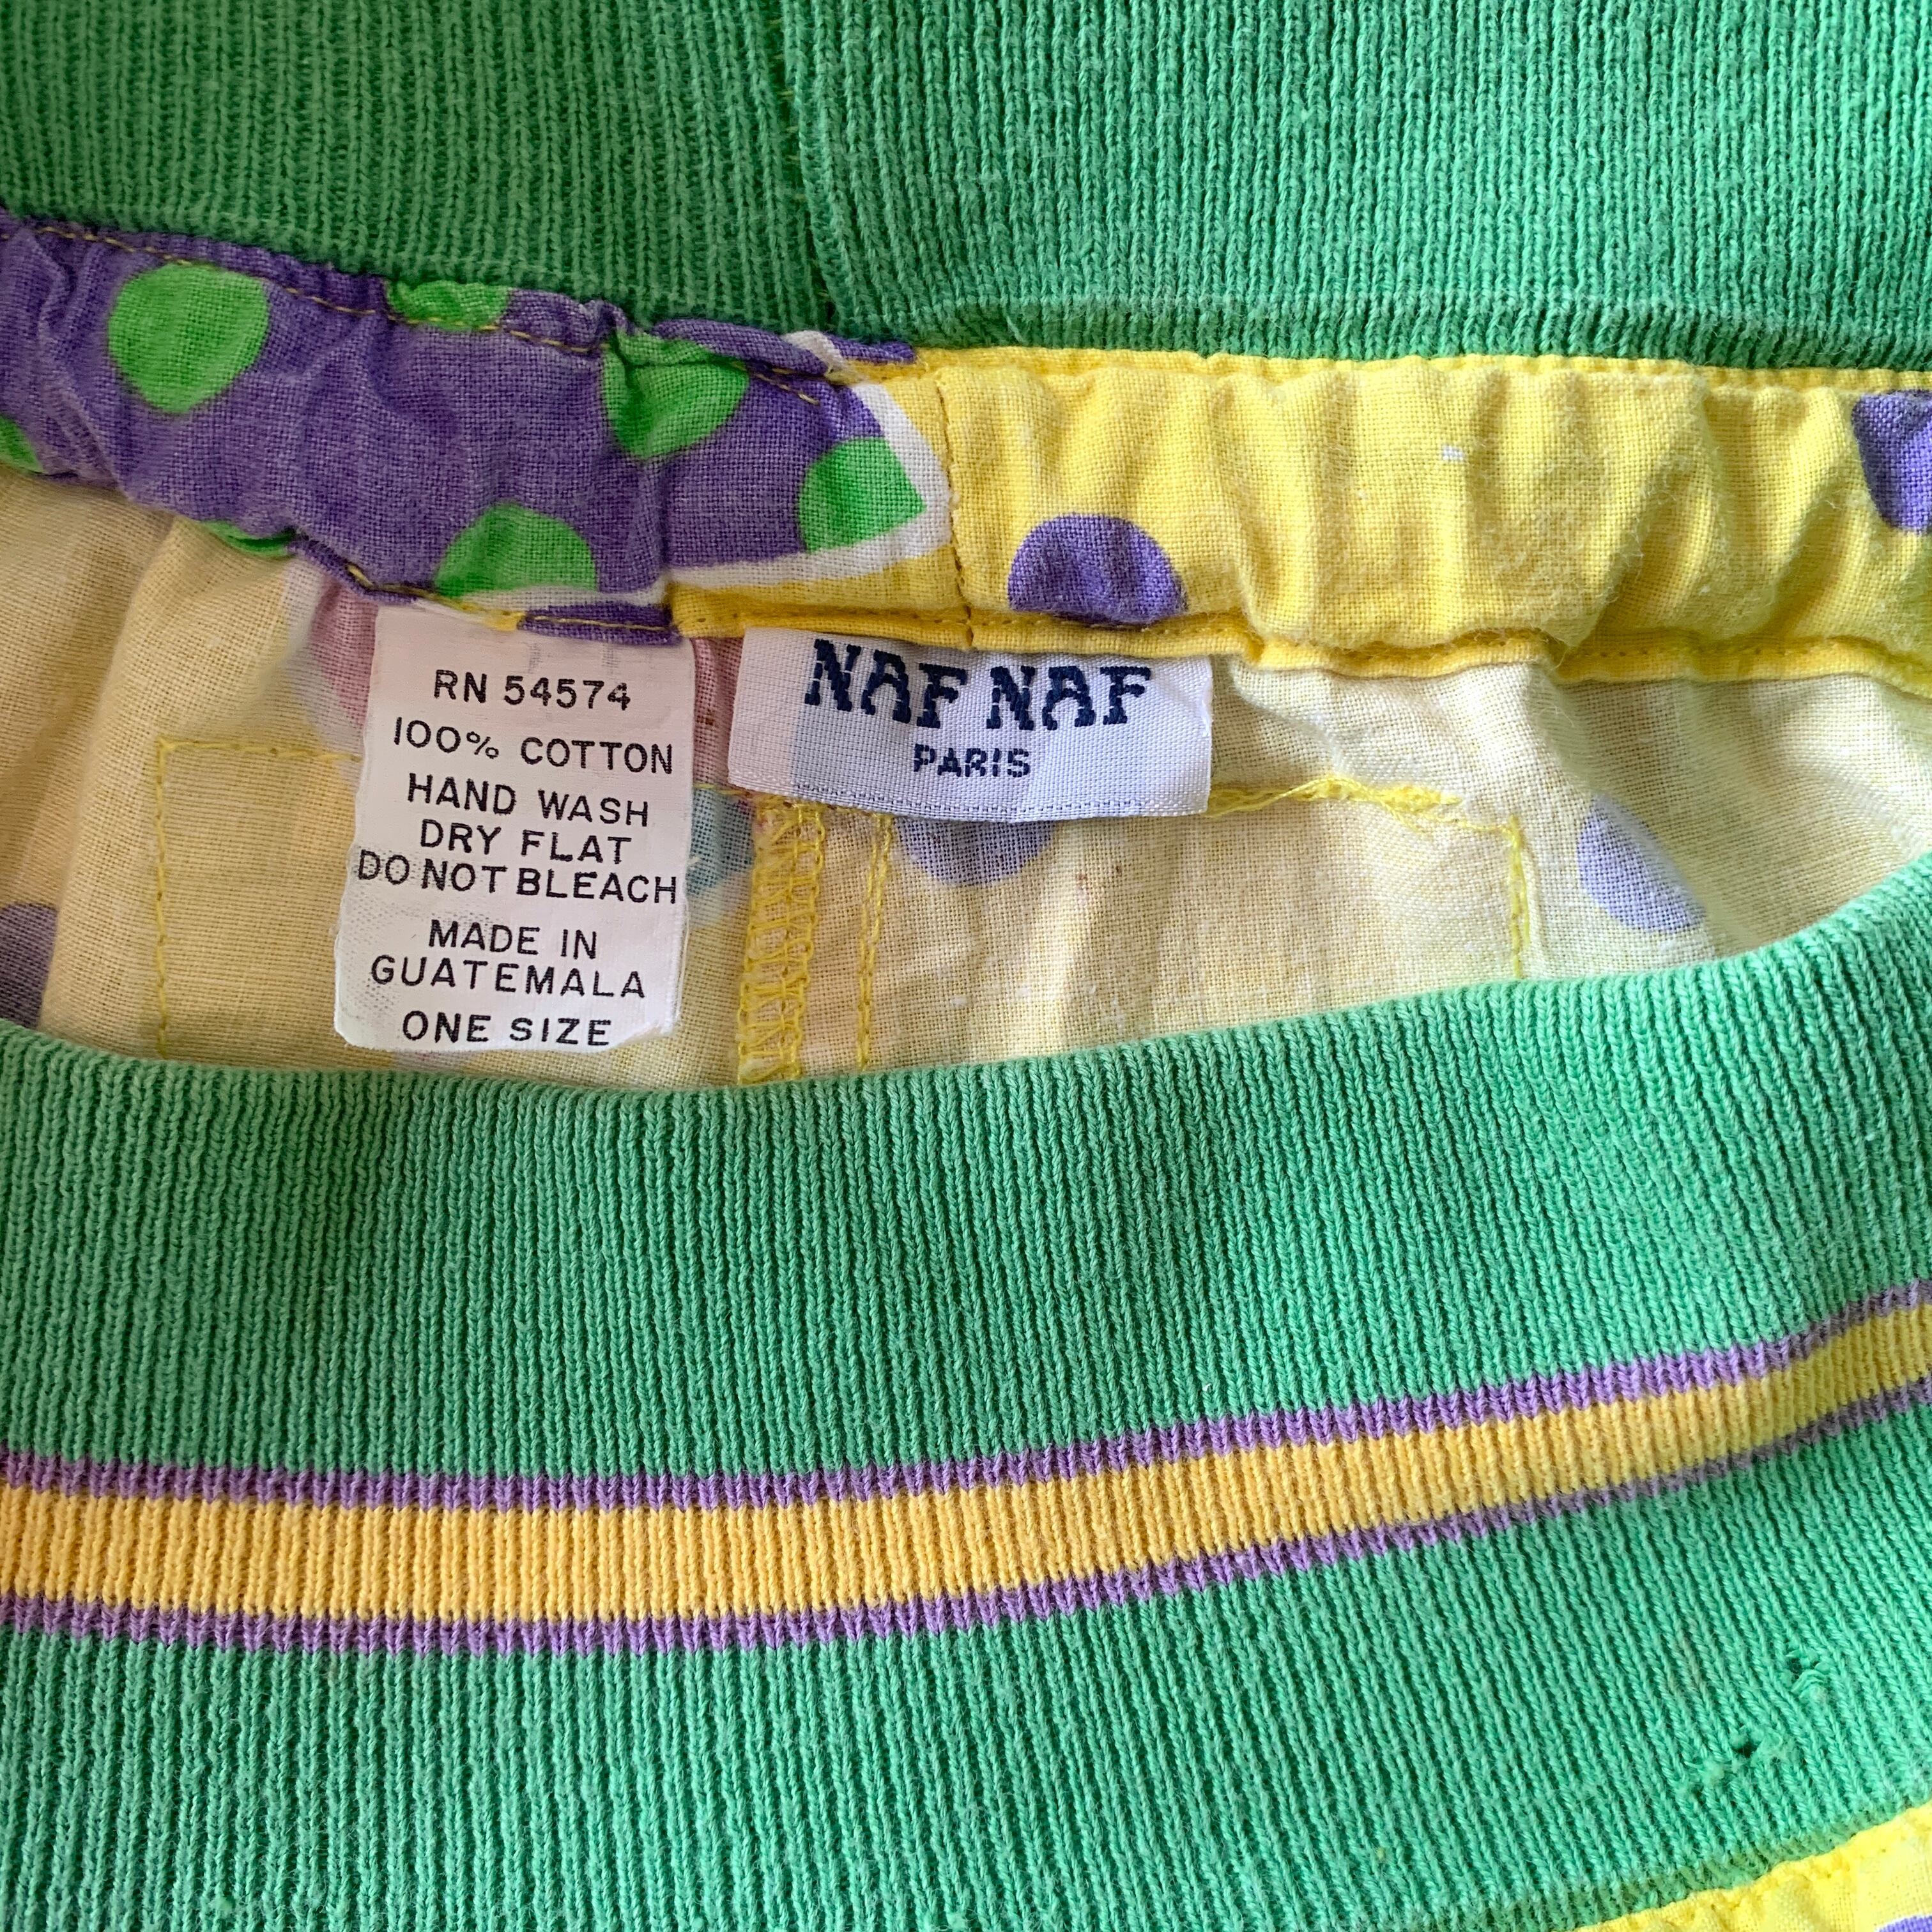 RN 54574
100% COTTON
HAND WASH
DRY FLAT
DO NOT BLEACH
MADE IN
GUATEMALA
ONE SIZE
NAF NAF
PARIS